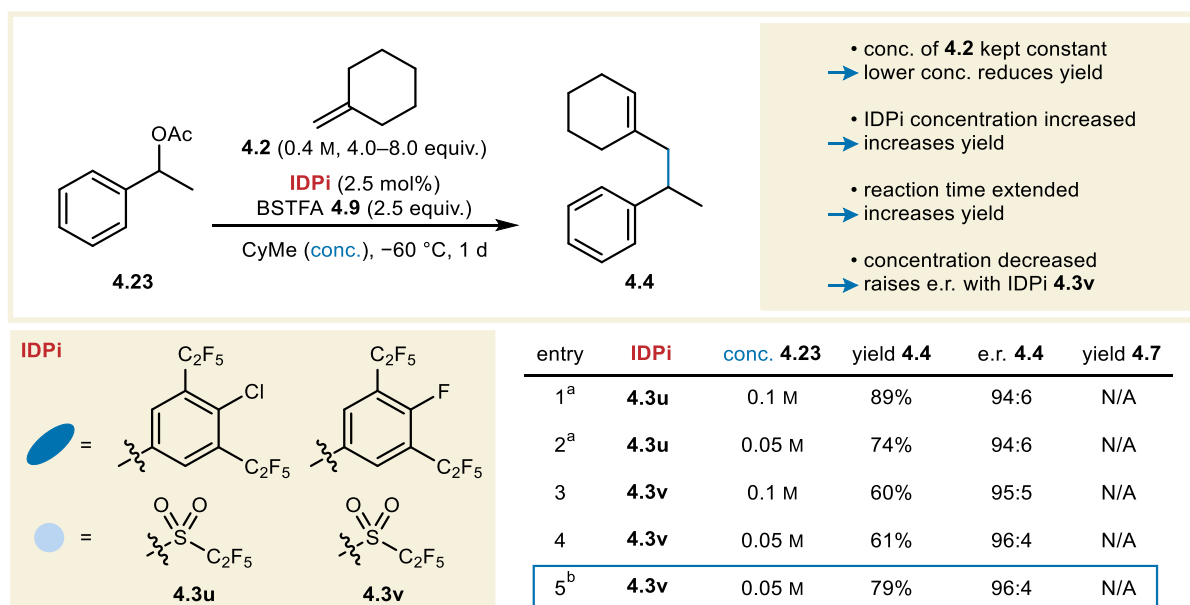 OAc
4.23
4.2 (0.4 M, 4.0–8.0 equiv.)
IDPi (2.5 mol%)
BSTFA 4.9 (2.5 equiv.)
CyMe (conc.), −60 °C, 1 d
4.4
• conc. of 4.2 kept constant
lower conc. reduces yield
• IDPi concentration increased
increases yield
• reaction time extended
increases yield
• concentration decreased
raises e.r. with IDPi 4.3v
IDPi
C2F5
Cl
C2F5
C2F5
F
C2F5
=
=
O O
S
C2F5
4.3u
O O
S
C2F5
4.3v
entry IDPi conc. 4.23 yield 4.4 e.r. 4.4 yield 4.7
1a 4.3u 0.1 M 89% 94:6 N/A
2a 4.3u 0.05 M 74% 94:6 N/A
3 4.3v 0.1 M 60% 95:5 N/A
4 4.3v 0.05 M 61% 96:4 N/A
5b 4.3v 0.05 M 79% 96:4 N/A